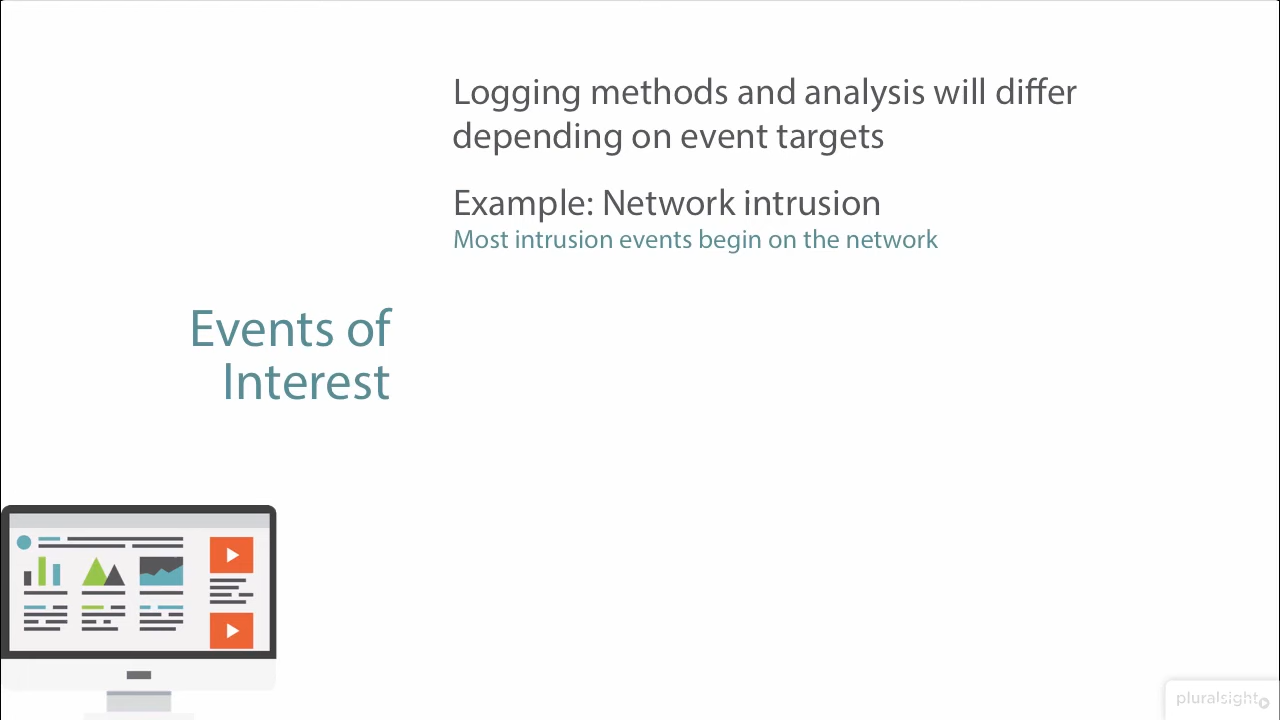 Logging methods and analysis will differ
depending on event targets
Example: Network intrusion
Most intrusion events begin on the network
Events of
Interest
pluralsight